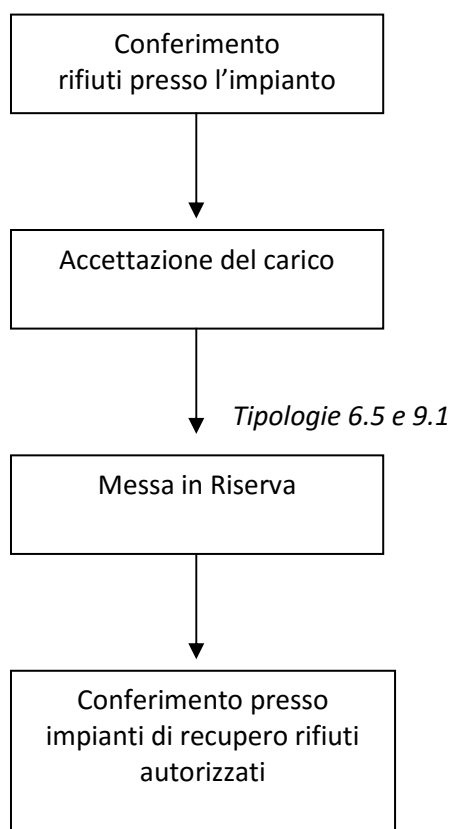 Conferimento
rifiuti presso l’impianto
Accettazione del carico
Tipologie 6.5 e 9.1
Messa in Riserva
Conferimento presso
impianti di recupero rifiuti
autorizzati